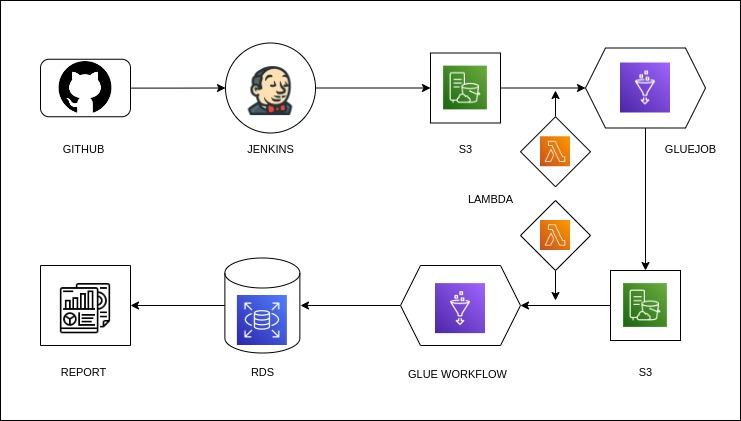 GITHUB
JENKINS
S3
GLUEJOB
LAMBDA
REPORT
RDS
GLUE WORKFLOW
S3